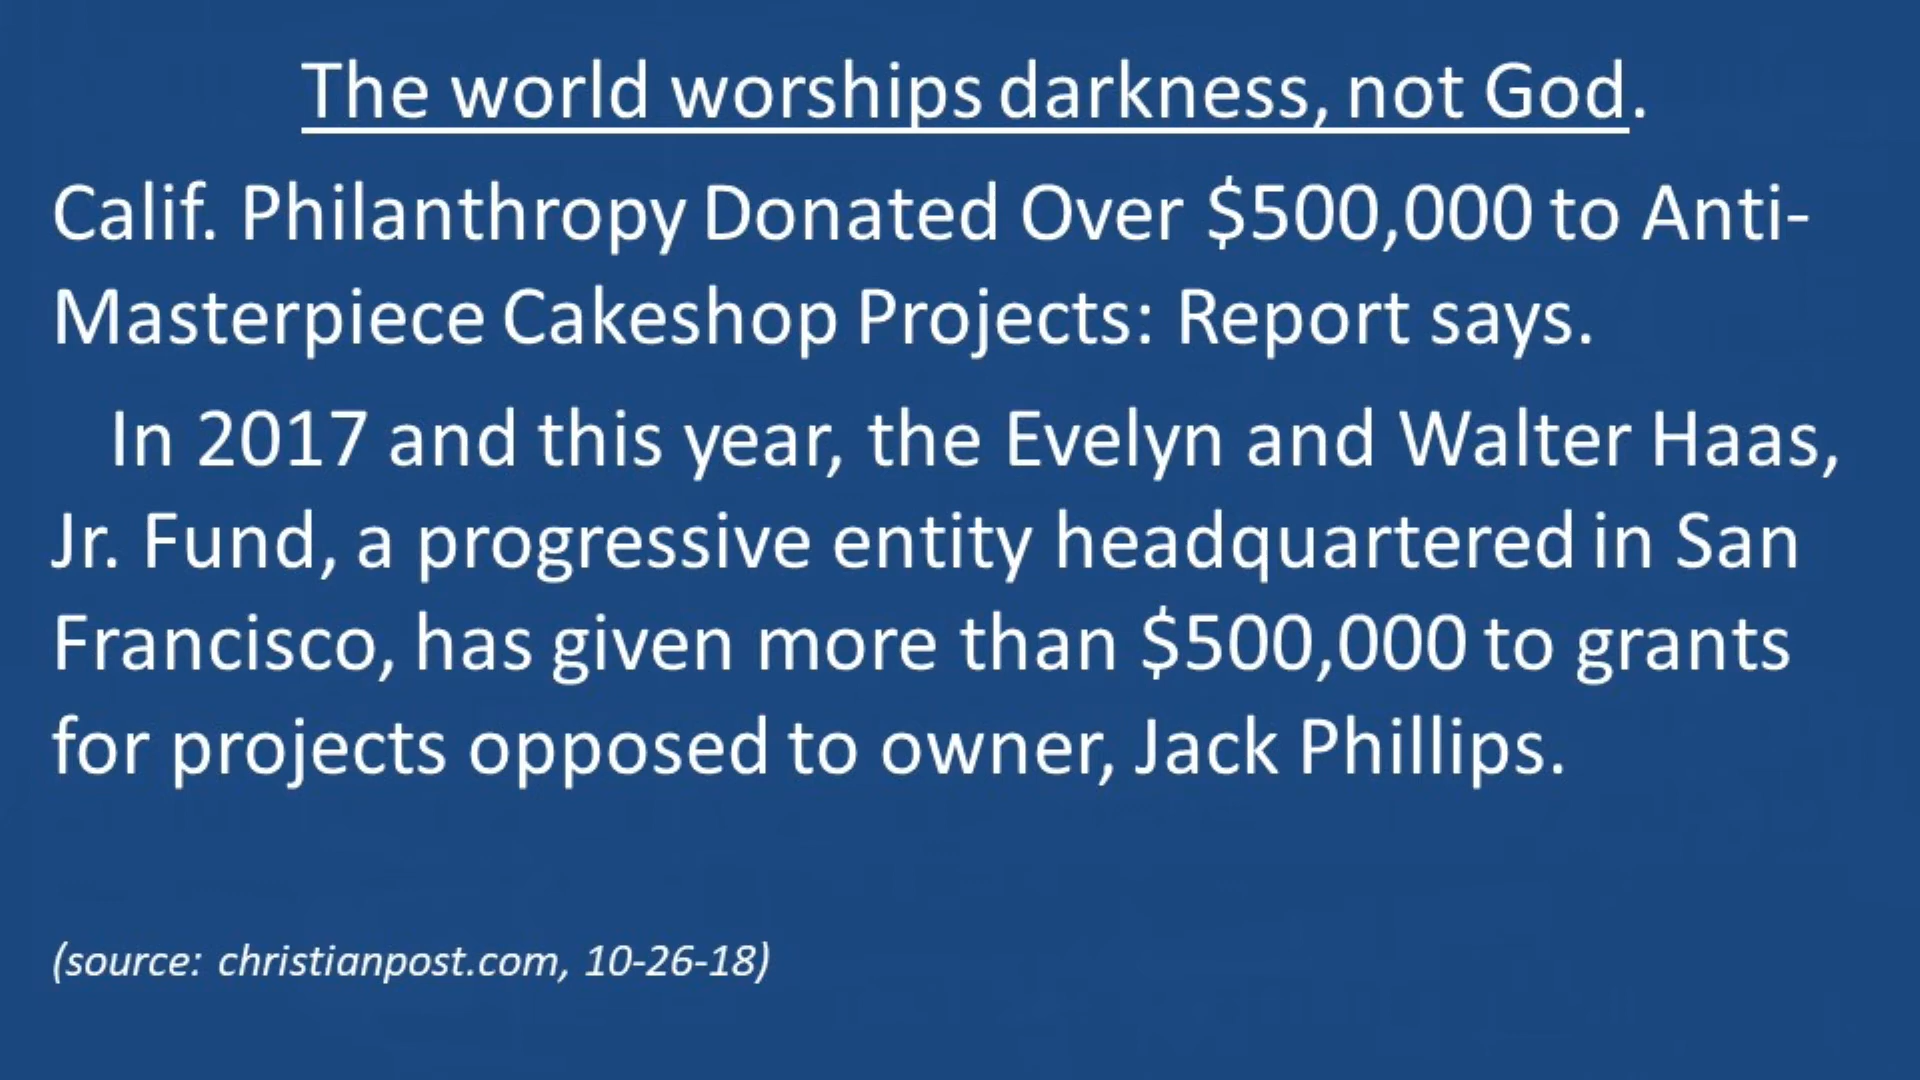 The world worships darkness, not God.
Calif. Philanthropy Donated Over $500,000 to Anti-
Masterpiece Cakeshop Projects: Report says.
In 2017 and this year, the Evelyn and Walter Haas,
Jr. Fund, a progressive entity headquartered in San
Francisco, has given more than $500,000 to grants
for projects opposed to owner, Jack Phillips.
(source: christianpost.com, 10-26-18)